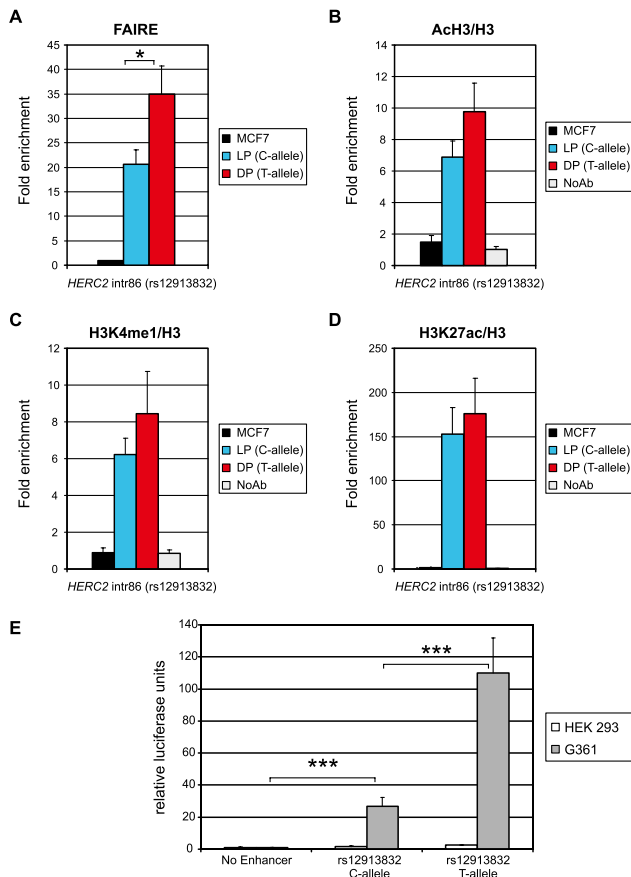 A
FAIRE
Fold enrichment
45
40
35
30
25
20
15
10
5
0
*
HERC2 intr86 (rs12913832)
MCF7
LP (C-allele)
DP (T-allele)
B
AcH3/H3
Fold enrichment
14
12
10
8
6
4
2
0
HERC2 intr86 (rs12913832)
MCF7
LP (C-allele)
DP (T-allele)
NoAb
C
H3K4me1/H3
Fold enrichment
12
10
8
6
4
2
0
HERC2 intr86 (rs12913832)
MCF7
LP (C-allele)
DP (T-allele)
NoAb
D
H3K27ac/H3
Fold enrichment
250
200
150
100
50
0
HERC2 intr86 (rs12913832)
MCF7
LP (C-allele)
DP (T-allele)
NoAb
E
relative luciferase units
140
120
100
80
60
40
20
0
***
***
No Enhancer
rs12913832
C-allele
rs12913832
T-allele
HEK 293
G361